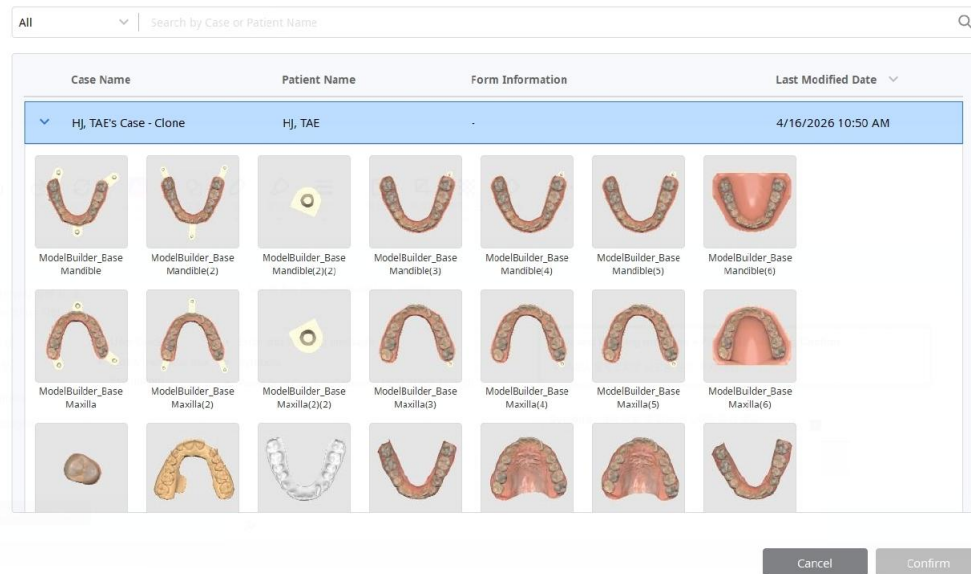 All
Search by Case or Patient Name
Case Name Patient Name Form Information Last Modified Date
HJ, TAE's Case - Clone HJ, TAE - 4/16/2026 10:50 AM
ModelBuilder_Base ModelBuilder_Base ModelBuilder_Base ModelBuilder_Base ModelBuilder_Base ModelBuilder_Base ModelBuilder_Base
Mandible Mandible(2) Mandible(2)(2) Mandible(3) Mandible(4) Mandible(5) Mandible(6)
ModelBuilder_Base ModelBuilder_Base ModelBuilder_Base ModelBuilder_Base ModelBuilder_Base ModelBuilder_Base ModelBuilder_Base
Maxilla Maxilla(2) Maxilla(2)(2) Maxilla(3) Maxilla(4) Maxilla(5) Maxilla(6)
Cancel Confirm